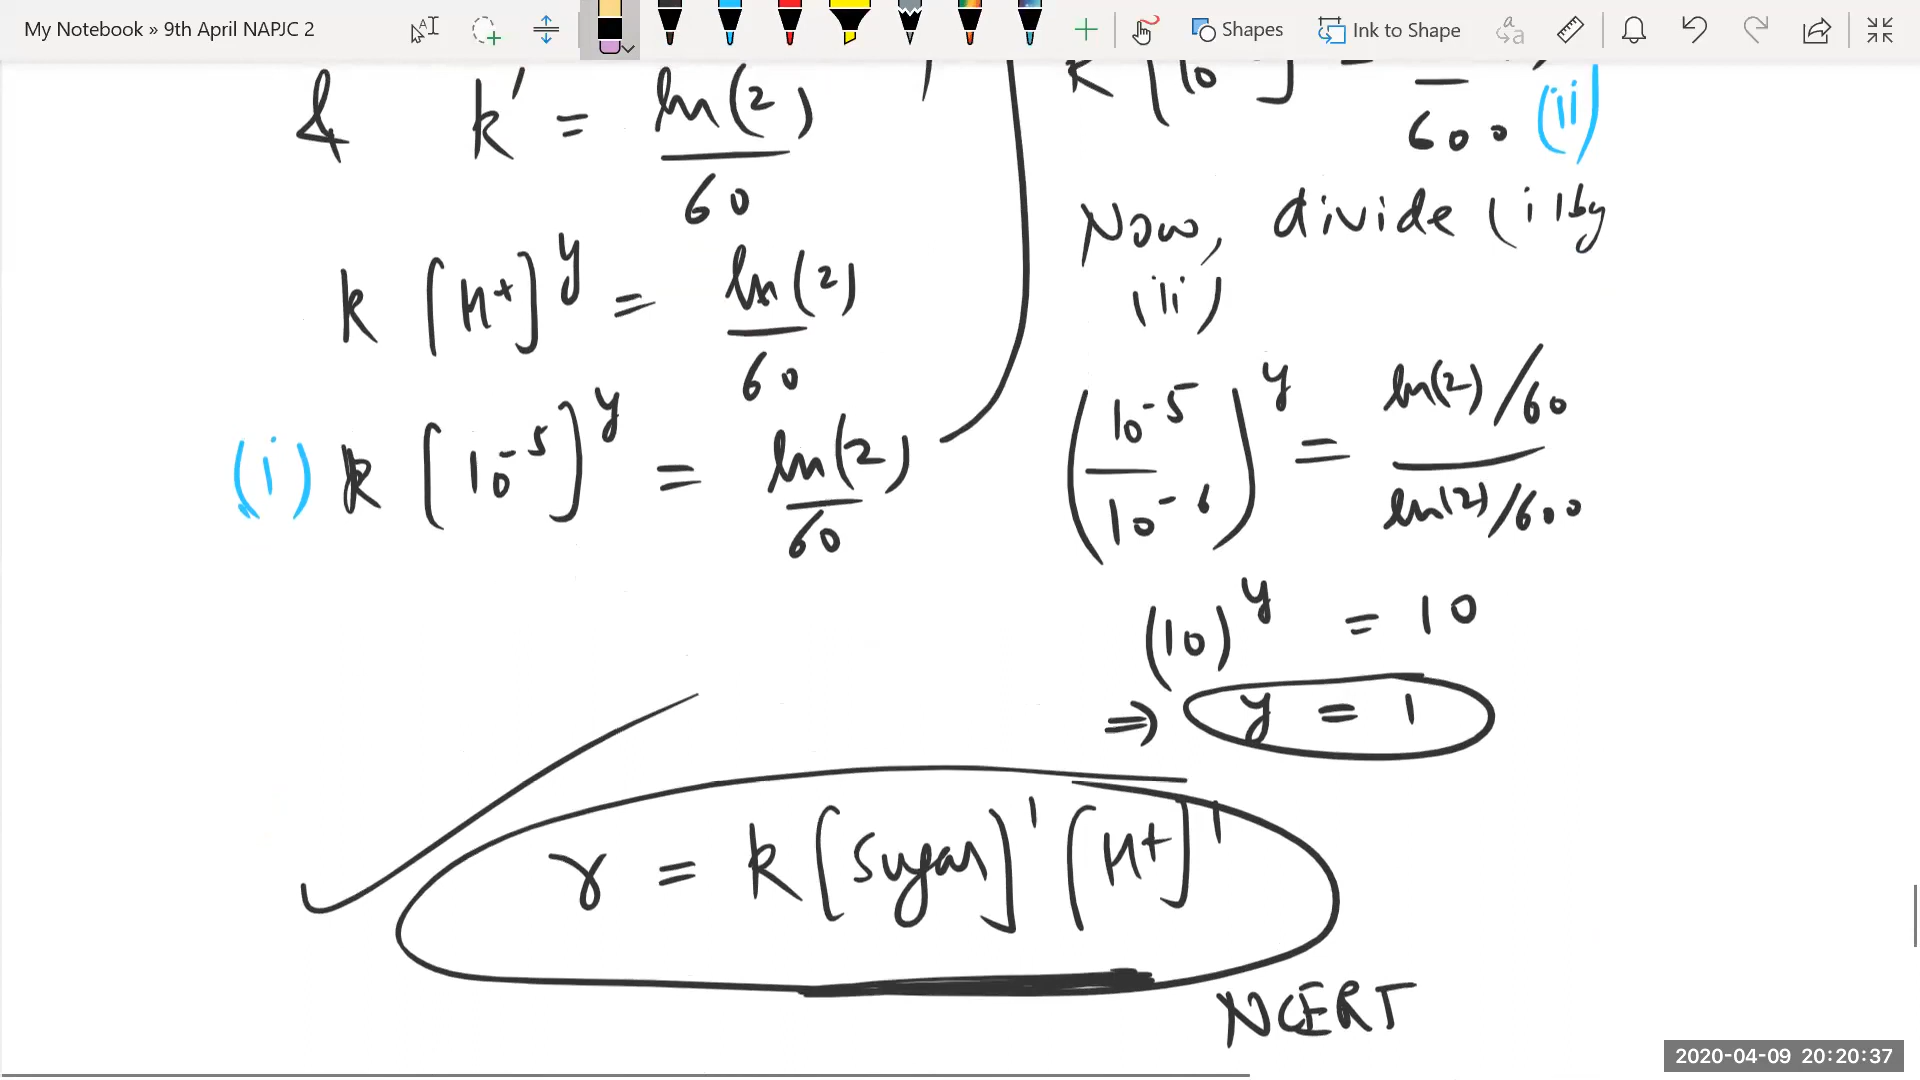 My Notebook » 9th April NAPJC 2
Shapes
Ink to Shape
& k' = ln(2)
60
k [H+]^y = ln(2)
60
(i) k [10^-5]^y = ln(2)
60
k [10
600 (ii)
Now, divide (i) by
(ii)
(10^-5 / 10^-6)^y = ln(2)/60
ln(2)/600
(10)^y = 10
⇒ y = 1
r = k [sugar]^1 [H+]^1
NCERT
2020-04-09 20:20:37